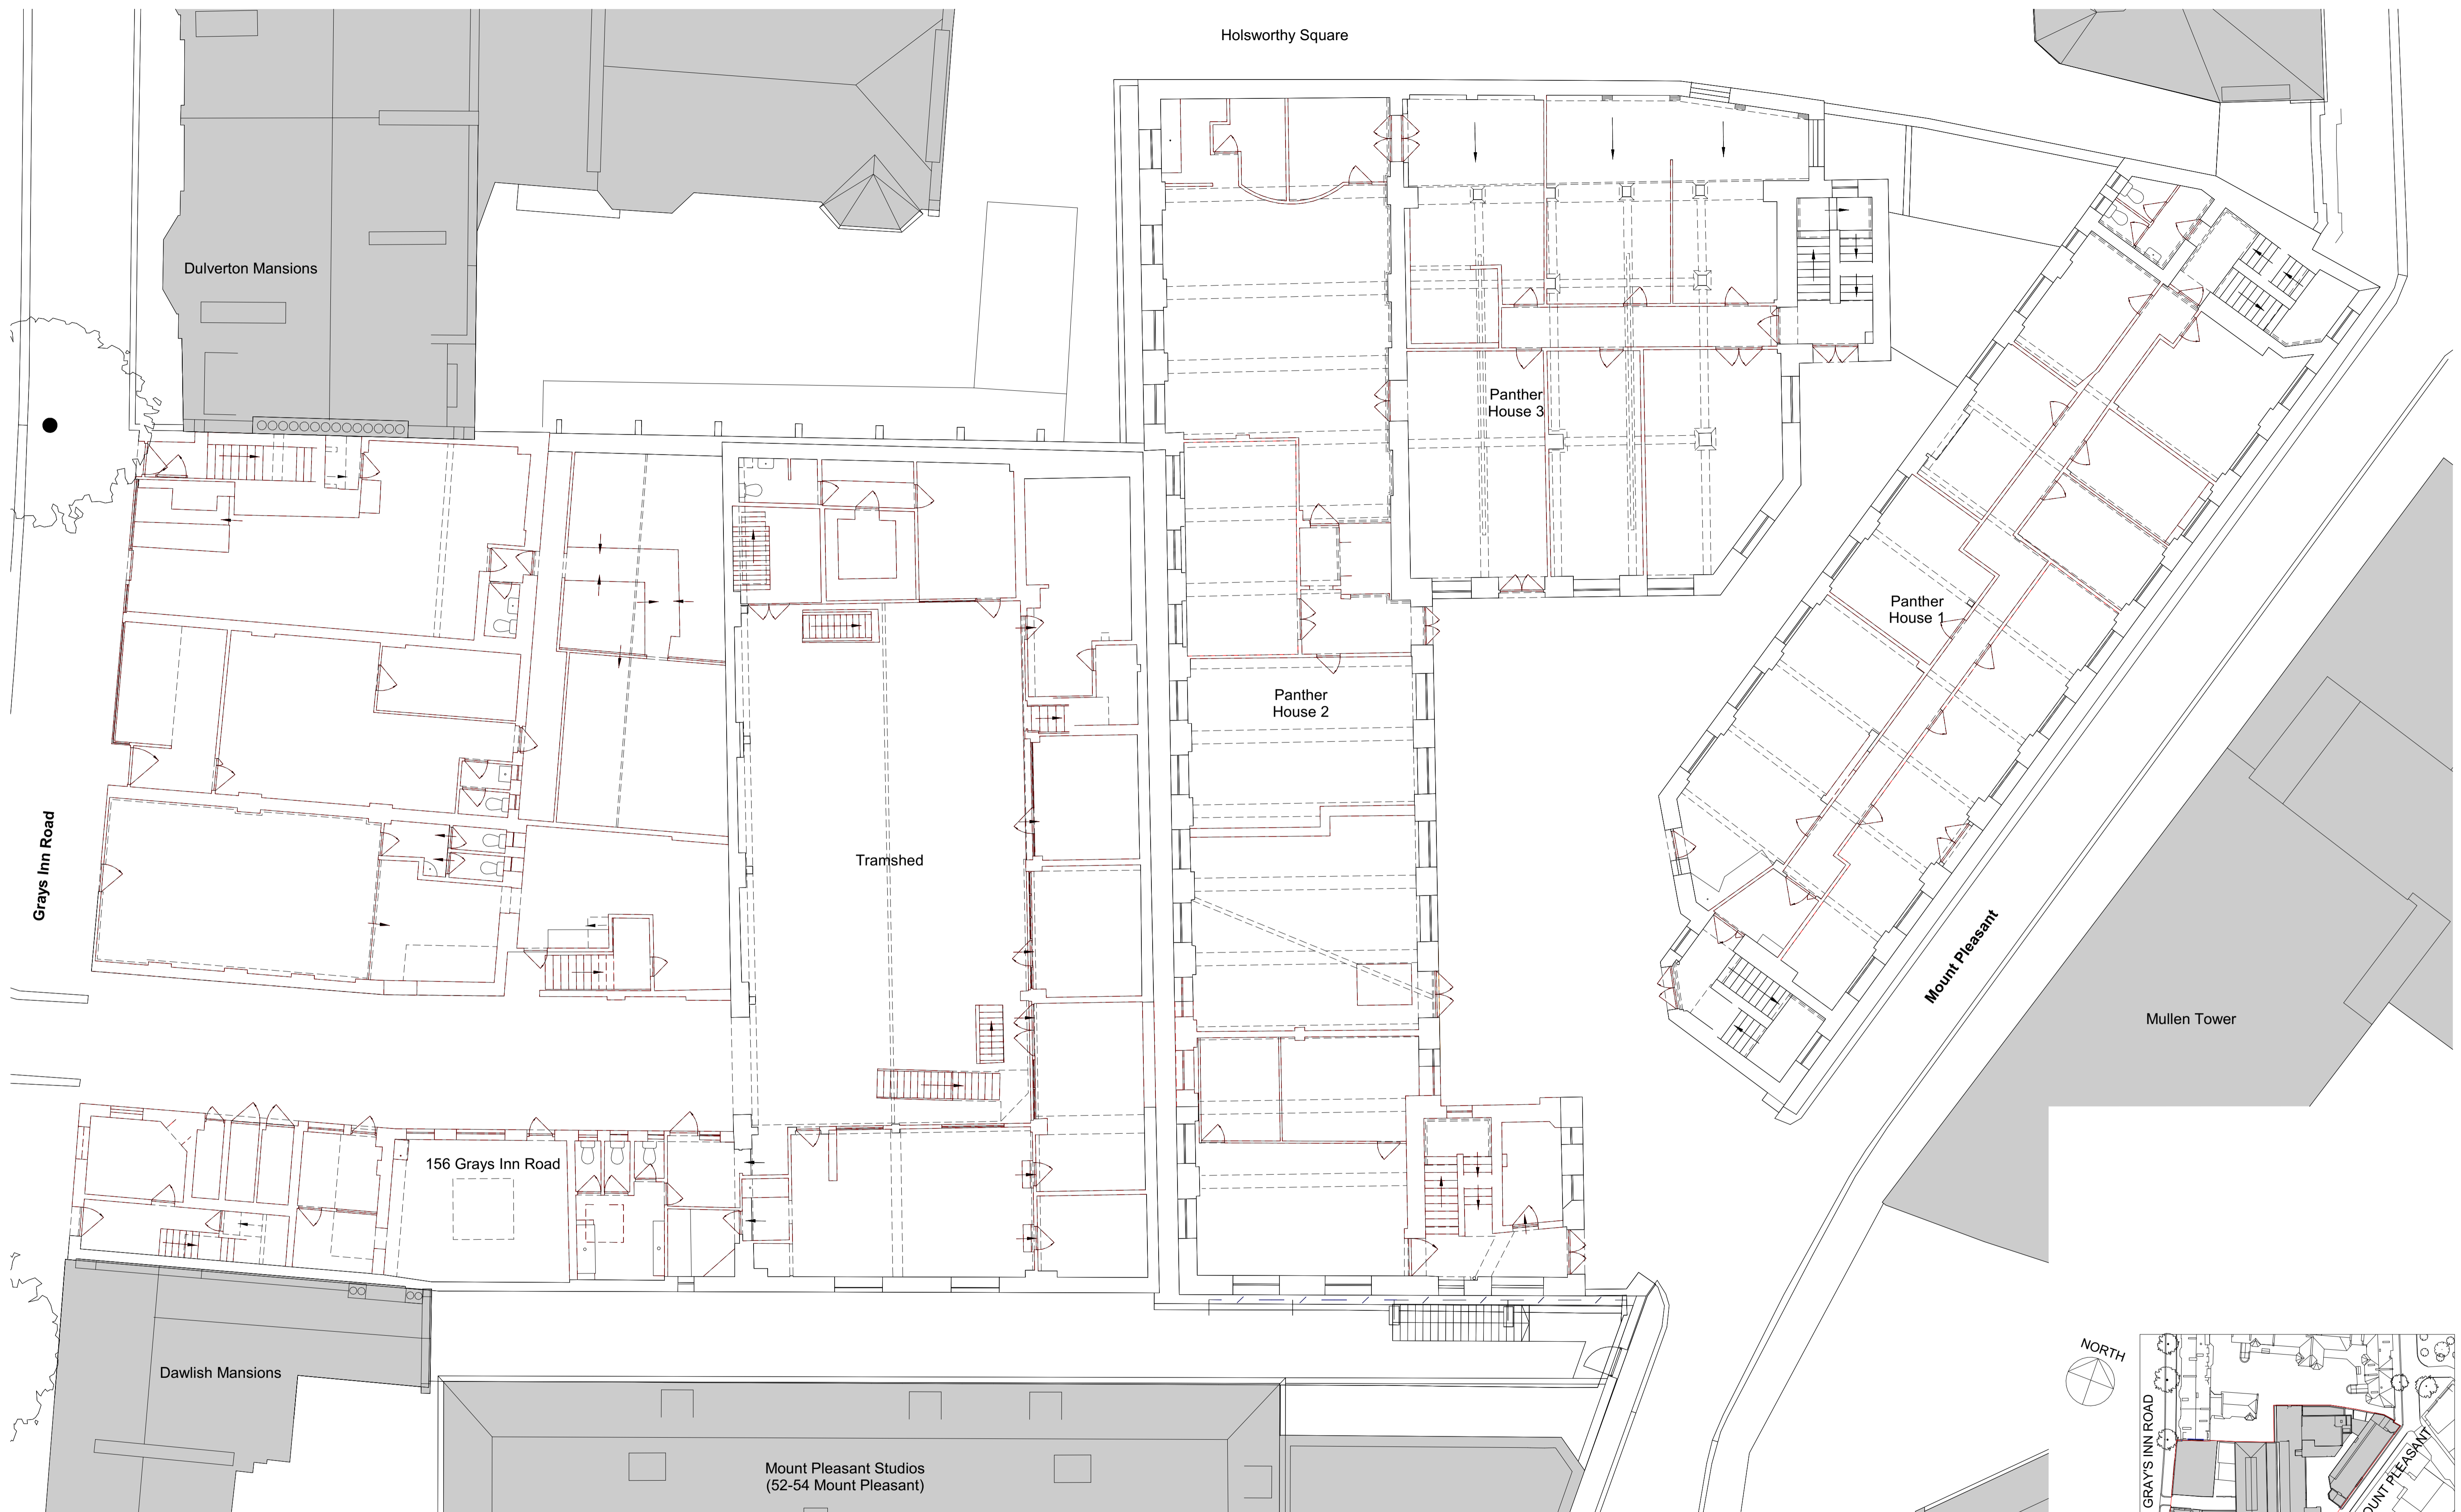 Holsworthy Square
Dulverton Mansions
Panther
House 3
Panther
House 1
Panther
House 2
Tramshed
Grays Inn Road
Mount Pleasant
Mullen Tower
156 Grays Inn Road
Dawlish Mansions
Mount Pleasant Studios
(52-54 Mount Pleasant)
NORTH
GRAY'S INN ROAD
OUNT PLEASANT